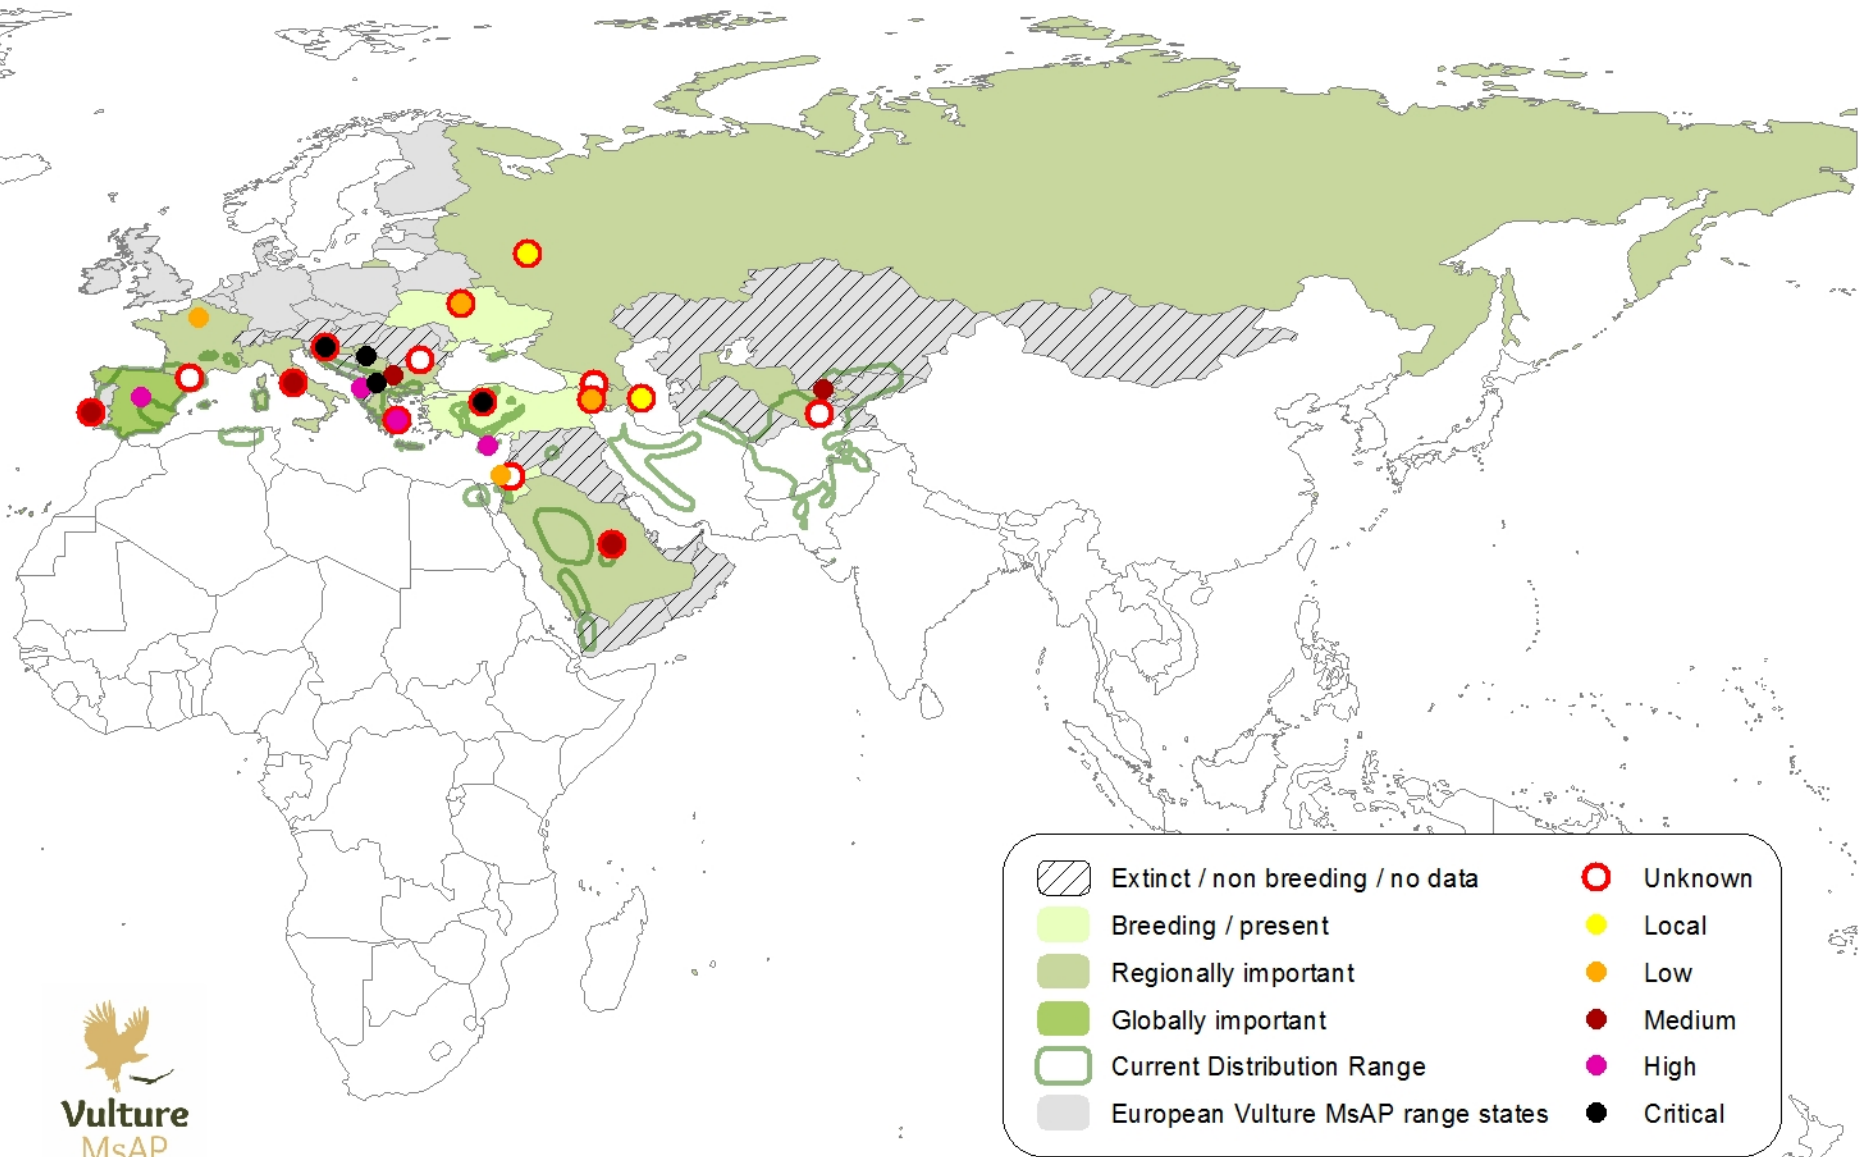 Extinct / non breeding / no data
Breeding / present
Regionally important
Globally important
Current Distribution Range
European Vulture MsAP range states
Unknown
Local
Low
Medium
High
Critical
Vulture
MsAP